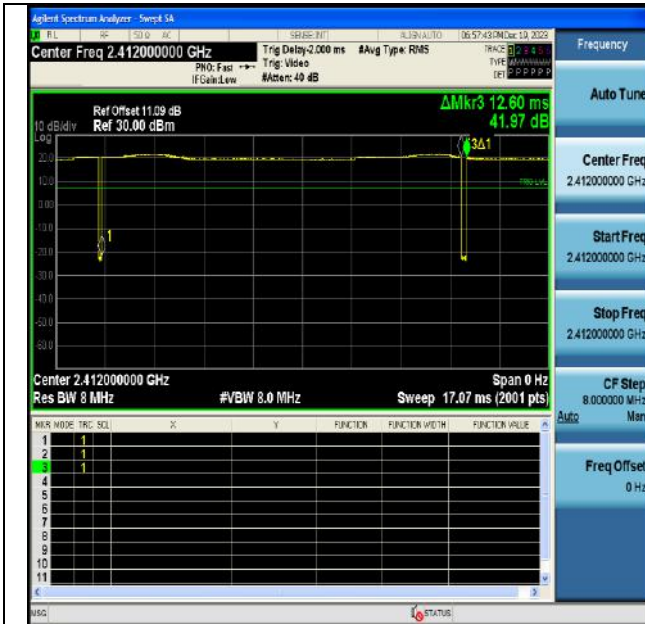 Agilent Spectrum Analyzer - Swept SA
RL RF 50 Ω AC SENSE:INT ALIGN AUTO 06:57:43 PM Dec 19, 2023
Center Freq 2.412000000 GHz
PNO: Fast
IFGain:Low
Trig Delay-2.000 ms
Trig: Video
#Atten: 40 dB
#Avg Type: RMS
TRACE 1 2 3 4 5 6
TYPE
DET P P P P P P
ΔMkr3 12.60 ms
41.97 dB
Ref Offset 11.09 dB
10 dB/div Ref 30.00 dBm
Log
20.0
10.0
0.00
-10.0
-20.0
-30.0
-40.0
-50.0
-60.0
3Δ1
TRIG LVL
1
Center 2.412000000 GHz Span 0 Hz
Res BW 8 MHz #VBW 8.0 MHz Sweep 17.07 ms (2001 pts)
MKR MODE TRC SCL X Y FUNCTION FUNCTION WIDTH FUNCTION VALUE
1 1
2 1
3 1
4
5
6
7
8
9
10
11
MSG STATUS
Frequency
Auto Tune
Center Freq
2.412000000 GHz
Start Freq
2.412000000 GHz
Stop Freq
2.412000000 GHz
CF Step
8.000000 MHz
Auto Man
Freq Offset
0 Hz